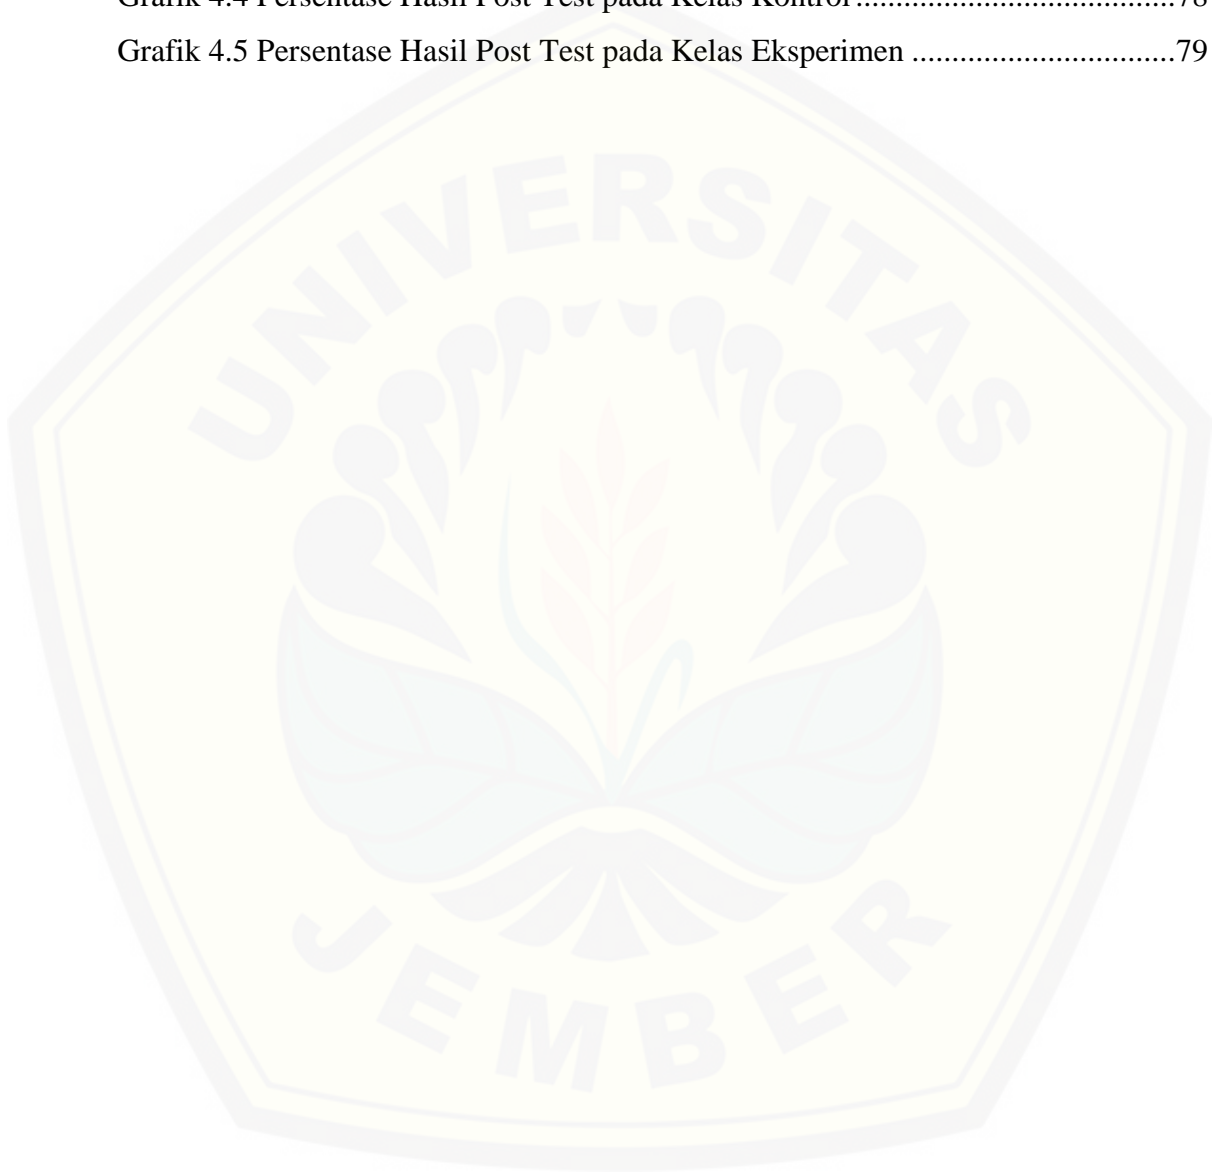 Grafik 4.4 Persentase Hasil Post Test pada Kelas Kontrol........................................78
Grafik 4.5 Persentase Hasil Post Test pada Kelas Eksperimen .................................79
UNIVERSITAS
JEMBER